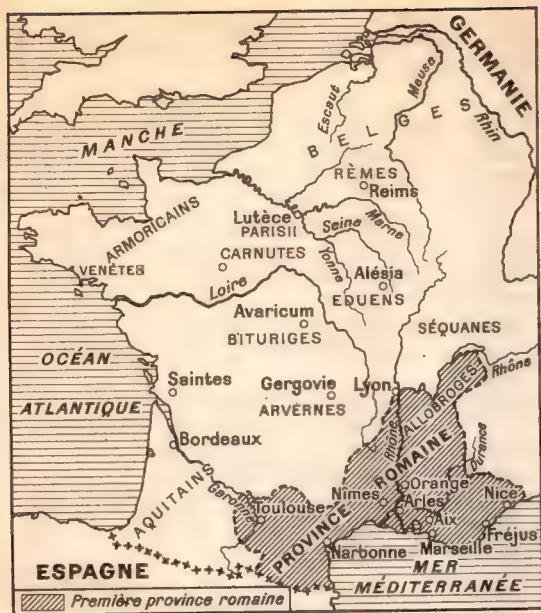 GERMANIE
MANCHE
Escaut
Meuse
Rhin
BELGES
RÈMES
Reims
Lutèce
PARISII
Seine
Marne
ARMORICAINS
CARNUTES
Yonne
Alésia
VENÈTES
Loire
EDUENS
Avaricum
BITURIGES
SÉQUANES
OCÉAN
ATLANTIQUE
Saintes
Gergovie
ARVERNES
Lyon
ALLOBROGES
Rhône
Bordeaux
Rhône
Durance
AQUITAINS
Garonne
Toulouse
PROVINCE ROMAINE
Nîmes
Orange
Arles
Aix
Nice
Fréjus
Marseille
Narbonne
ESPAGNE
MER
MÉDITERRANÉE
Première province romaine